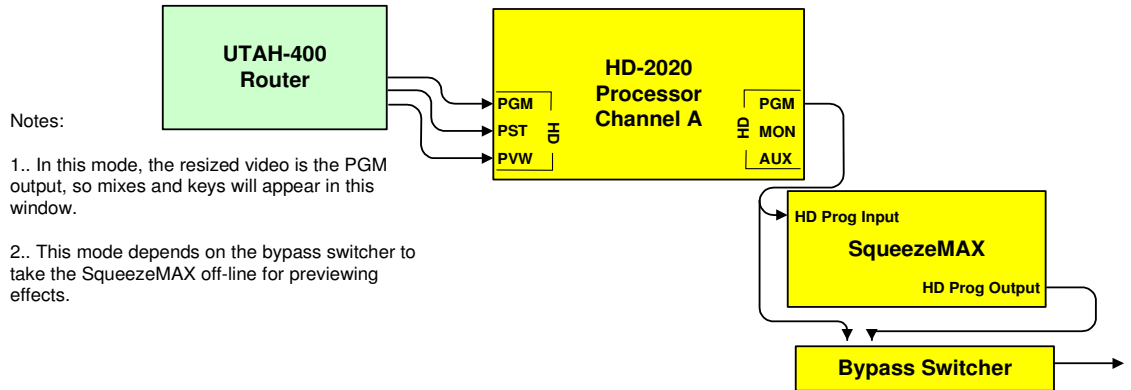 UTAH-400
Router
HD-2020
Processor
Channel A
PGM
PST
PVW
HD
HD
PGM
MON
AUX
Notes:
1.. In this mode, the resized video is the PGM
output, so mixes and keys will appear in this
window.
2.. This mode depends on the bypass switcher to
take the SqueezeMAX off-line for previewing
effects.
HD Prog Input
SqueezeMAX
HD Prog Output
Bypass Switcher